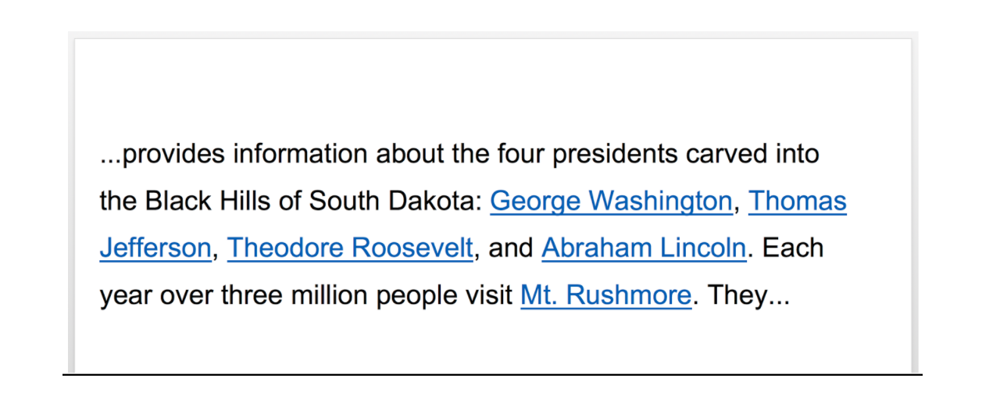 ...provides information about the four presidents carved into
the Black Hills of South Dakota: George Washington, Thomas
Jefferson, Theodore Roosevelt, and Abraham Lincoln. Each
year over three million people visit Mt. Rushmore. They...